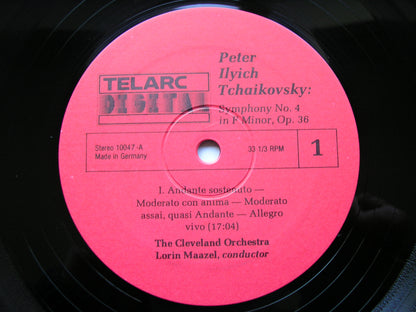 TELARC
DIGITAL
Peter
Ilyich
Tchaikovsky:
Symphony No. 4
in F Minor, Op. 36
Stereo 10047-A
Made in Germany
33 1/3 RPM
1
I. Andante sostenuto —
Moderato con anima — Moderato
assai, quasi Andante — Allegro
vivo (17:04)
The Cleveland Orchestra
Lorin Maazel, conductor